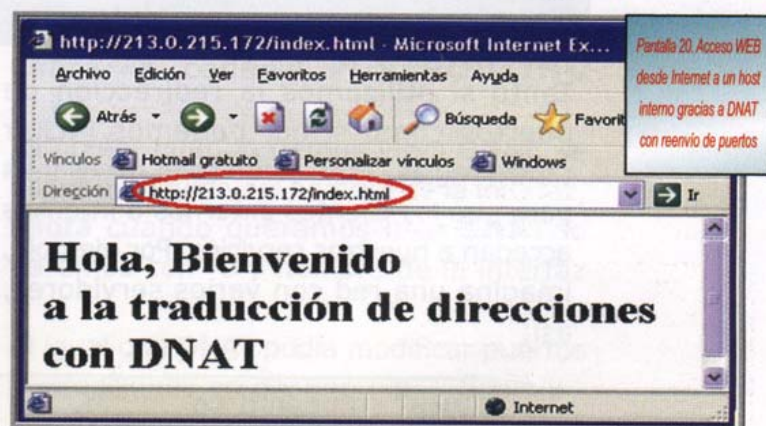 http://213.0.215.172/index.html - Microsoft Internet Ex...
Archivo Edición Ver Favoritos Herramientas Ayuda
Atrás Búsqueda Favorit
Vínculos Hotmail gratuito Personalizar vínculos Windows
Dirección http://213.0.215.172/index.html Ir
Hola, Bienvenido
a la traducción de direcciones
con DNAT
Internet
Pantalla 20. Acceso WEB
desde Internet a un host
interno gracias a DNAT
con reenvio de puertos